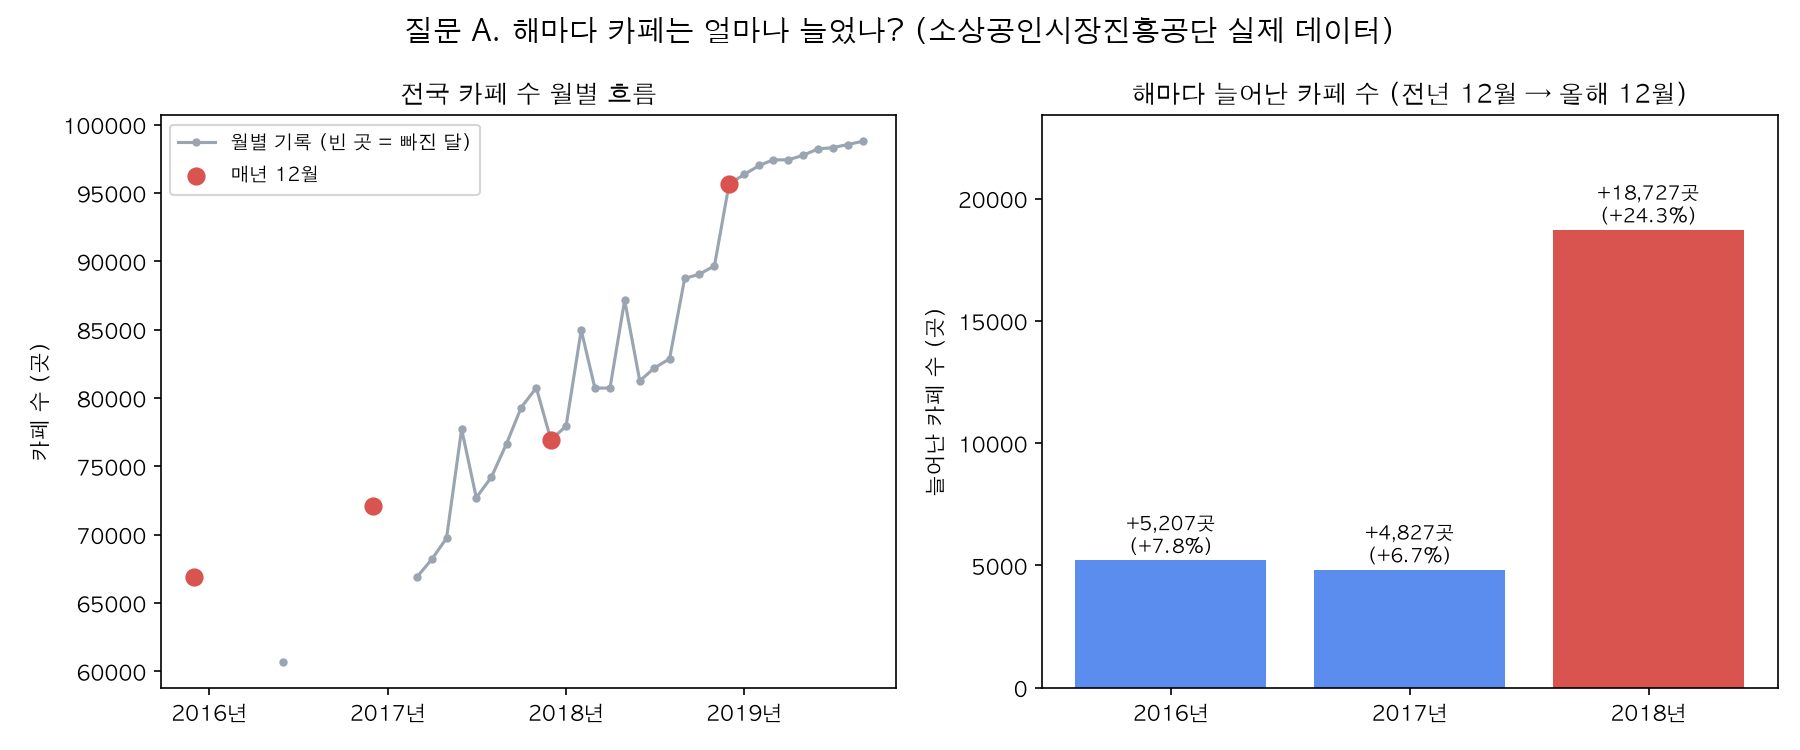 질문 A. 해마다 카페는 얼마나 늘었나? (소상공인시장진흥공단 실제 데이터)
전국 카페 수 월별 흐름
카페 수 (곳)
100000
95000
90000
85000
80000
75000
70000
65000
60000
월별 기록 (빈 곳 = 빠진 달)
매년 12월
2016년
2017년
2018년
2019년
해마다 늘어난 카페 수 (전년 12월 → 올해 12월)
늘어난 카페 수 (곳)
20000
15000
10000
5000
0
+5,207곳
(+7.8%)
+4,827곳
(+6.7%)
+18,727곳
(+24.3%)
2016년
2017년
2018년